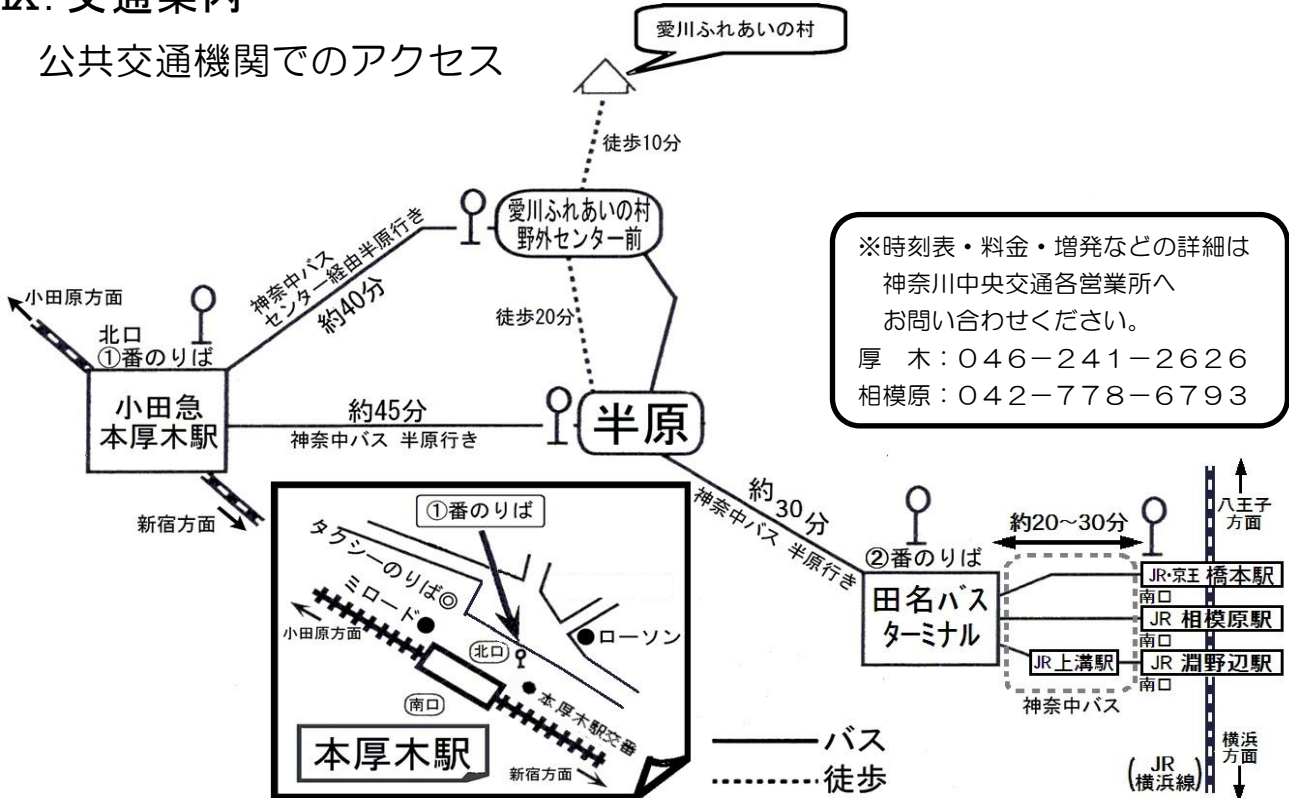 Ⅸ.交通案内
公共交通機関でのアクセス
愛川ふれあいの村
徒歩10分
愛川ふれあいの村
野外センター前
神奈中バス
センター経由半原行き
約40分
徒歩20分
小田原方面
北口
①番のりば
小田急
本厚木駅
新宿方面
約45分
神奈中バス 半原行き
半原
※時刻表・料金・増発などの詳細は
神奈川中央交通各営業所へ
お問い合わせください。
厚 木：046－241－2626
相模原：042－778－6793
約30分
神奈中バス 半原行き
②番のりば
田名バス
ターミナル
約20～30分
八王子
方面
JR・京王 橋本駅
南口
JR 相模原駅
南口
JR上溝駅
JR 淵野辺駅
南口
神奈中バス
横浜
方面
(JR
横浜線)
①番のりば
タクシーのりば◎
ミロード
小田原方面
北口
ローソン
南口
本厚木駅交番
本厚木駅
新宿方面
バス
徒歩